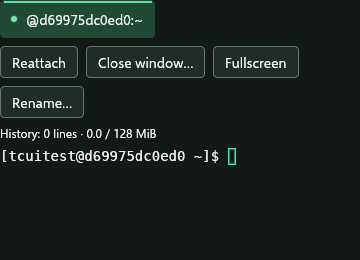 @d69975dc0ed0:~
Reattach Close window... Fullscreen
Rename...
History: 0 lines · 0.0 / 128 MiB
[tcuitest@d69975dc0ed0 ~]$